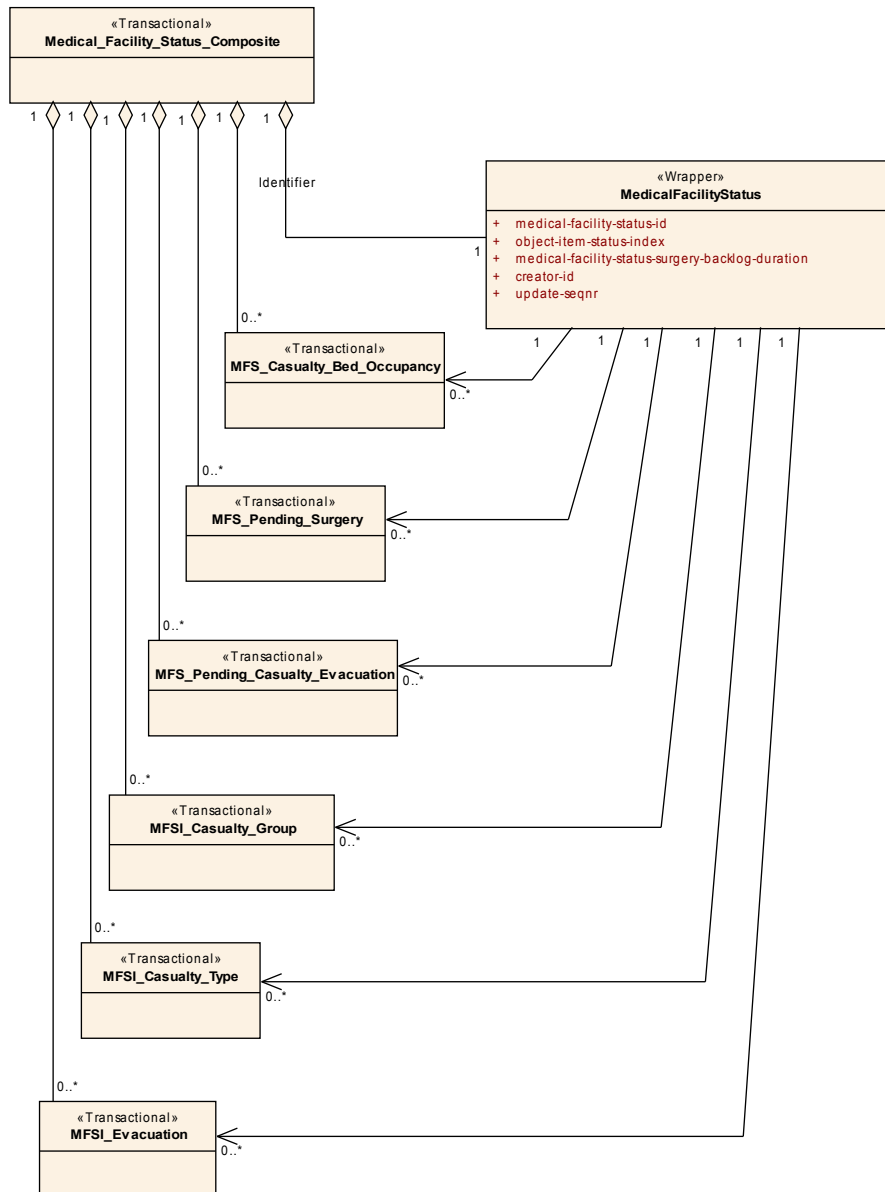 «Transactional»
Medical_Facility_Status_Composite
1 1 1 1 1 1 1
Identifier
«Wrapper»
MedicalFacilityStatus
+ medical-facility-status-id
+ object-item-status-index
+ medical-facility-status-surgery-backlog-duration
+ creator-id
+ update-seqnr
1
0..*
1 1 1 1 1 1
«Transactional»
MFS_Casualty_Bed_Occupancy
0..*
0..*
«Transactional»
MFS_Pending_Surgery
0..*
0..*
«Transactional»
MFS_Pending_Casualty_Evacuation
0..*
0..*
«Transactional»
MFSI_Casualty_Group
0..*
0..*
«Transactional»
MFSI_Casualty_Type
0..*
0..*
«Transactional»
MFSI_Evacuation
0..*